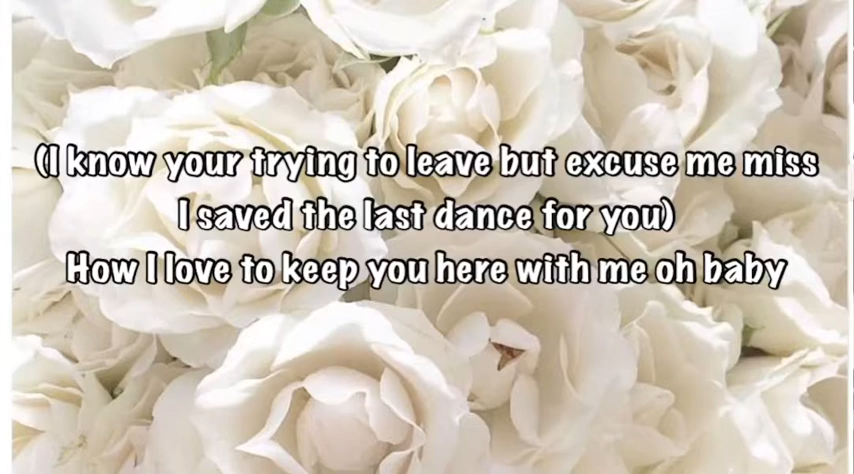 (I know your trying to leave but excuse me miss
I saved the last dance for you)
How I love to keep you here with me oh baby